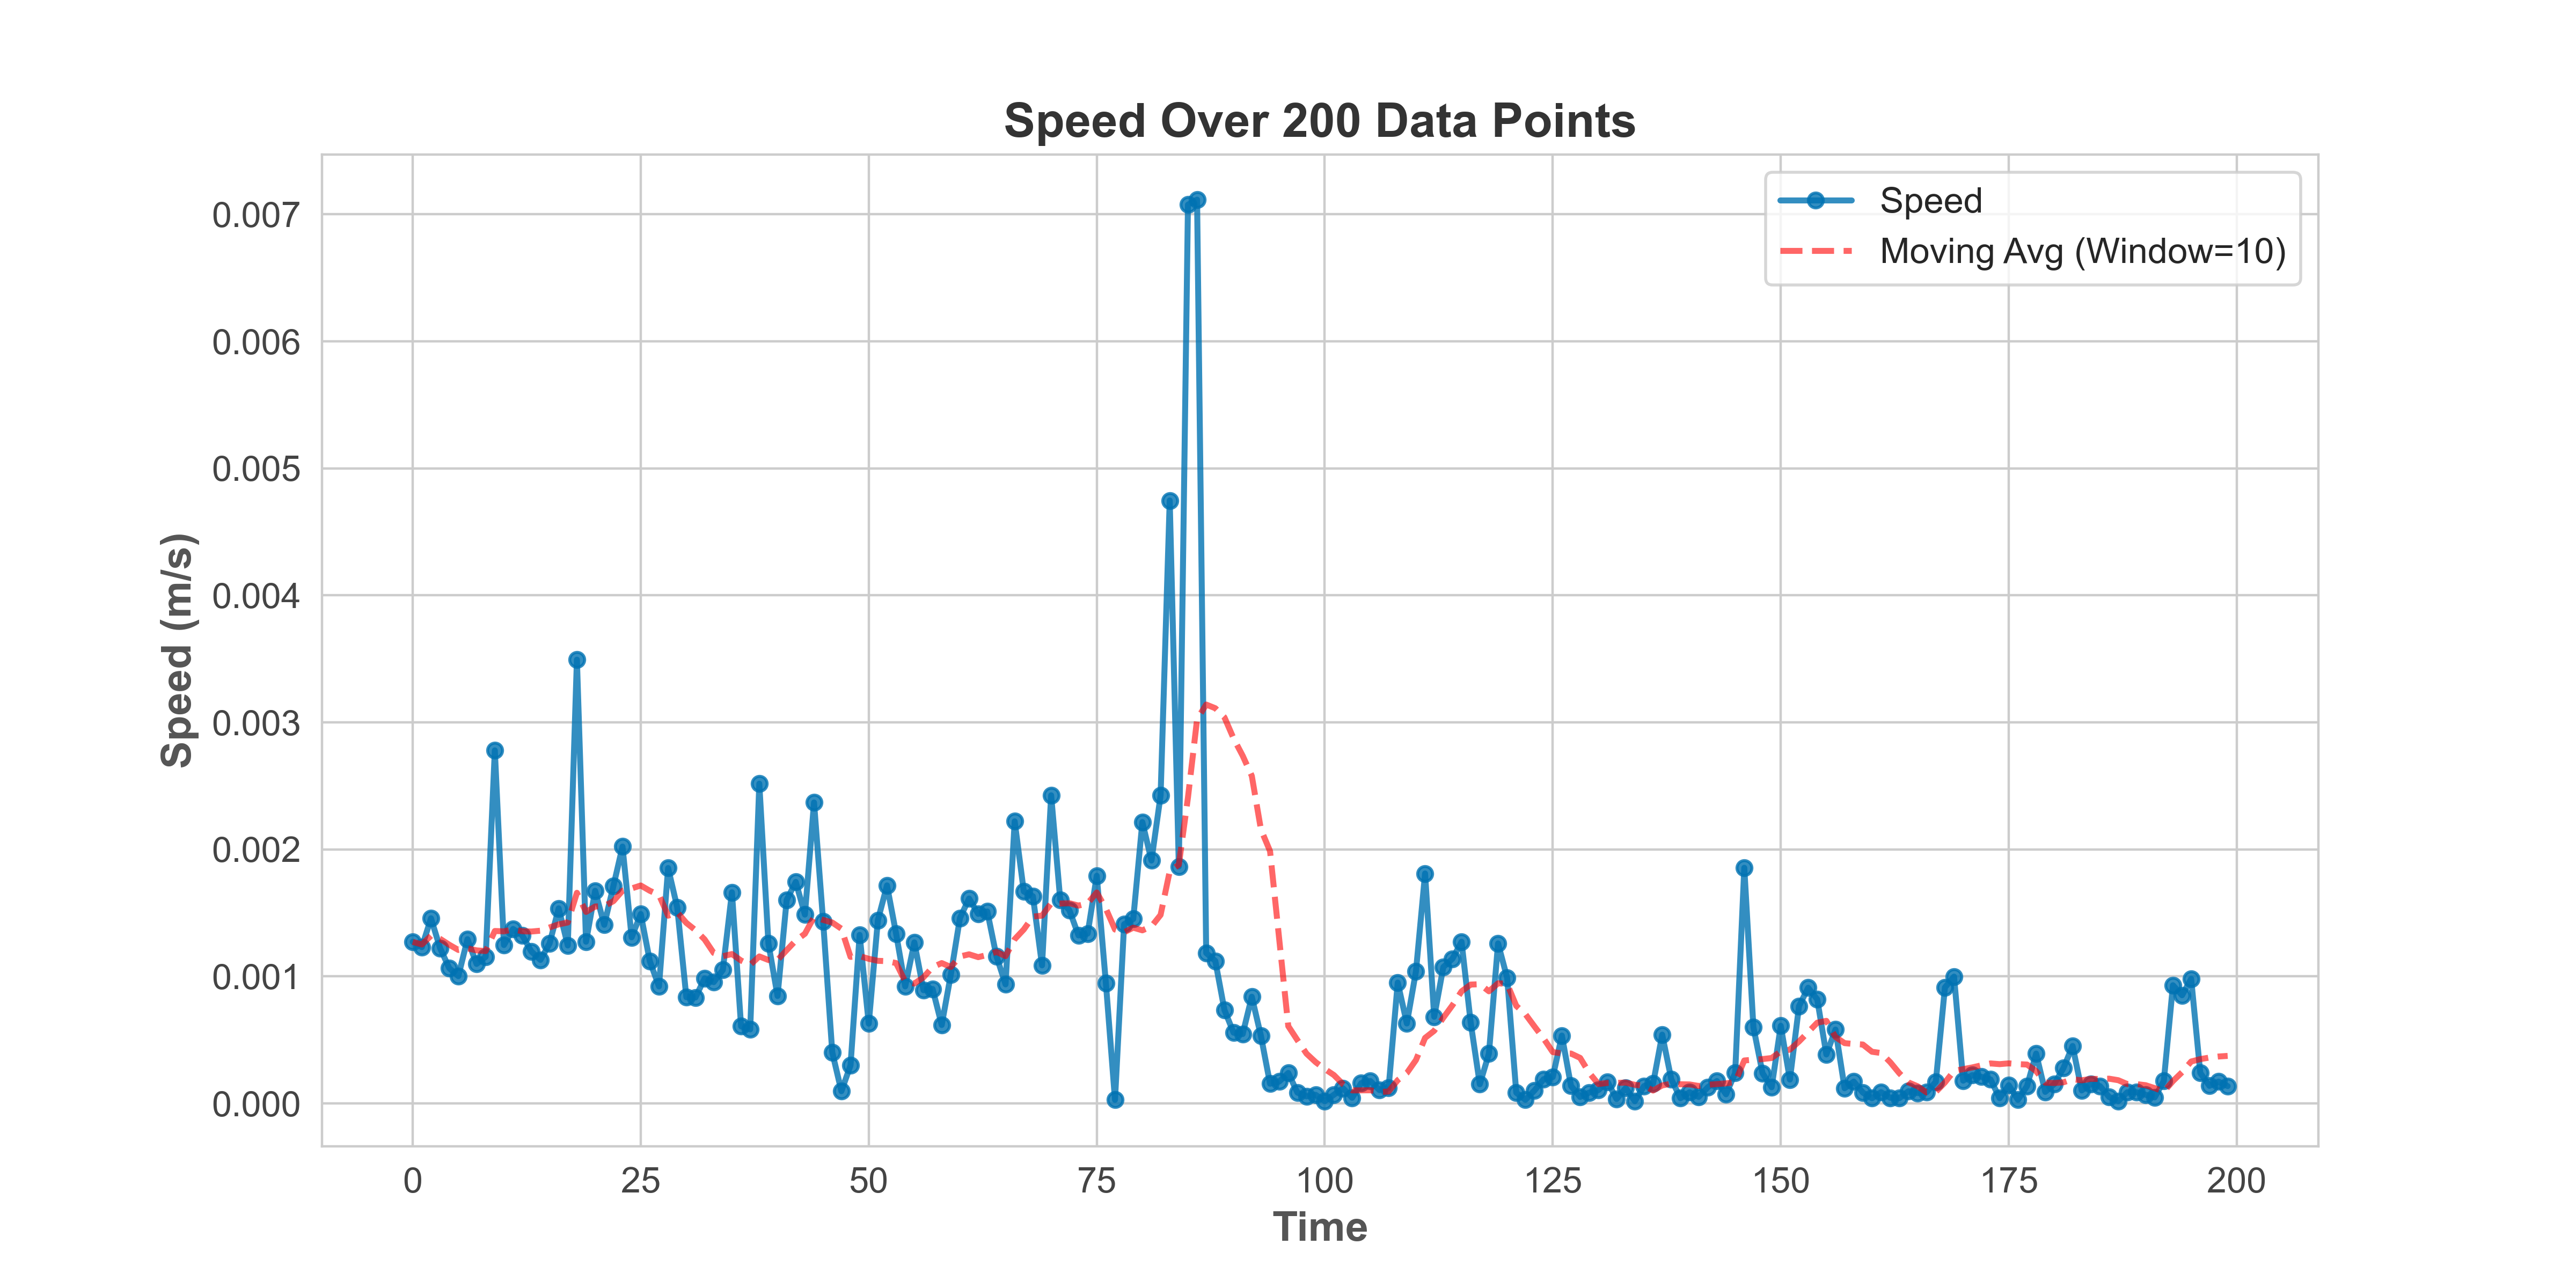 Speed Over 200 Data Points
Speed
Moving Avg (Window=10)
0.007
0.006
0.005
0.004
0.003
0.002
0.001
0.000
Speed (m/s)
0 25 50 75 100 125 150 175 200
Time